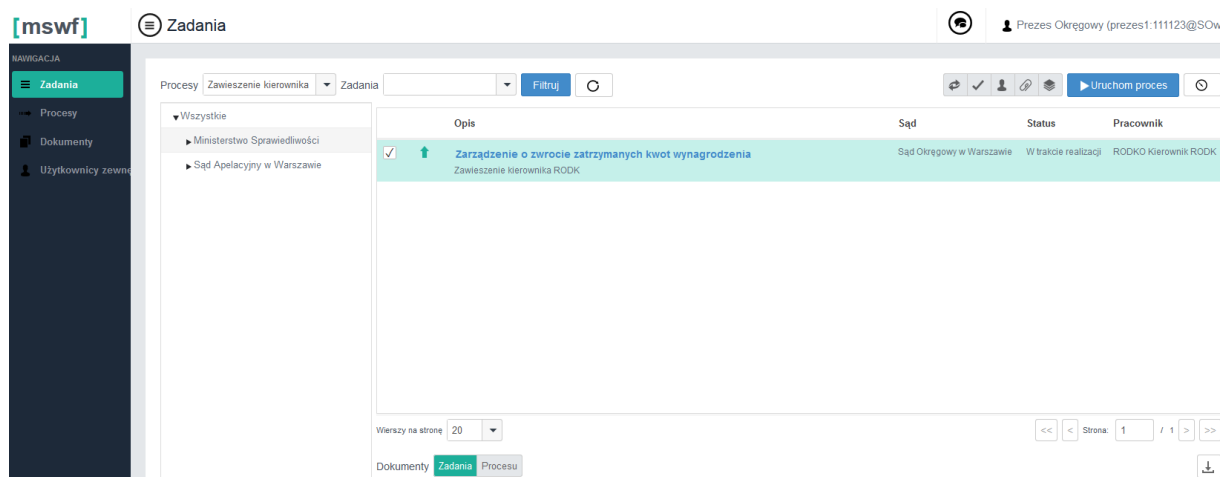 [mswf]
Zadania
Prezes Okręgowy (prezes1:111123@SOw
NAWIGACJA
Zadania
Procesy
Dokumenty
Użytkownicy zewnę
Procesy Zawieszenie kierownika Zadania Filtruj Uruchom proces
Wszystkie
Ministerstwo Sprawiedliwości
Sąd Apelacyjny w Warszawie
Opis Sąd Status Pracownik
Zarządzenie o zwrocie zatrzymanych kwot wynagrodzenia Sąd Okręgowy w Warszawie W trakcie realizacji RODKO Kierownik RODK
Zawieszenie kierownika RODK
Wierszy na stronę 20 << < Strona: 1 / 1 > >>
Dokumenty Zadania Procesu